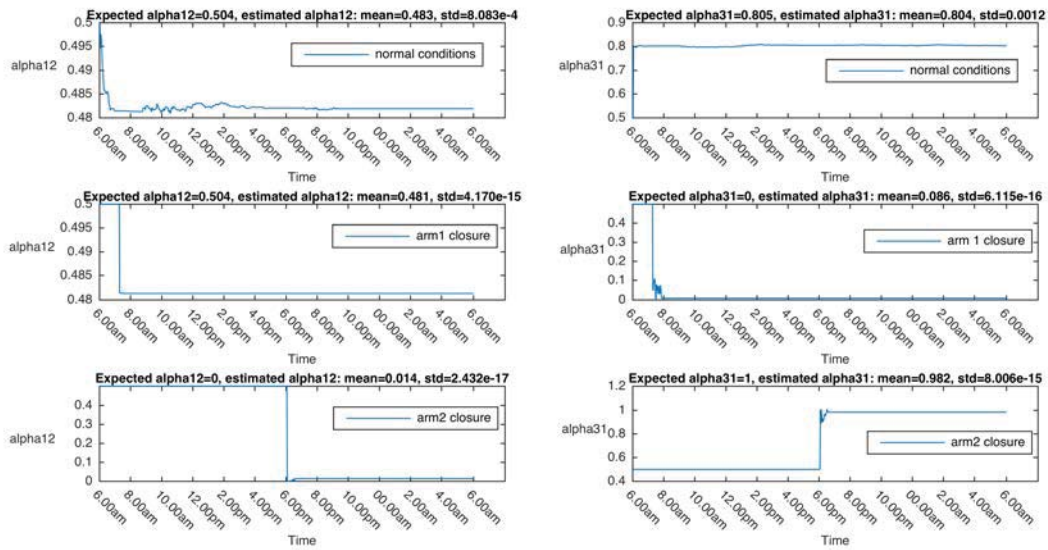 Expected alpha12=0.504, estimated alpha12: mean=0.483, std=8.083e-4
0.5
0.495
0.49
0.485
0.48
alpha12
normal conditions
6.00am 8.00am 10.00am 12.00pm 2.00pm 4.00pm 6.00pm 8.00pm 10.00pm 00.00am 2.00am 4.00am 6.00am
Time
Expected alpha31=0.805, estimated alpha31: mean=0.804, std=0.0012
0.9
0.8
0.7
0.6
0.5
alpha31
normal conditions
6.00am 8.00am 10.00am 12.00pm 2.00pm 4.00pm 6.00pm 8.00pm 10.00pm 00.00am 2.00am 4.00am 6.00am
Time
Expected alpha12=0.504, estimated alpha12: mean=0.481, std=4.170e-15
0.5
0.495
0.49
0.485
0.48
alpha12
arm1 closure
6.00am 8.00am 10.00am 12.00pm 2.00pm 4.00pm 6.00pm 8.00pm 10.00pm 00.00am 2.00am 4.00am 6.00am
Time
Expected alpha31=0, estimated alpha31: mean=0.086, std=6.115e-16
0.4
0.3
0.2
0.1
0
alpha31
arm 1 closure
6.00am 8.00am 10.00am 12.00pm 2.00pm 4.00pm 6.00pm 8.00pm 10.00pm 00.00am 2.00am 4.00am 6.00am
Time
Expected alpha12=0, estimated alpha12: mean=0.014, std=2.432e-17
0.4
0.3
0.2
0.1
0
alpha12
arm2 closure
6.00am 8.00am 10.00am 12.00pm 2.00pm 4.00pm 6.00pm 8.00pm 10.00pm 00.00am 2.00am 4.00am 6.00am
Time
Expected alpha31=1, estimated alpha31: mean=0.982, std=8.006e-15
1.2
1
0.8
0.6
0.4
alpha31
arm2 closure
6.00am 8.00am 10.00am 12.00pm 2.00pm 4.00pm 6.00pm 8.00pm 10.00pm 00.00am 2.00am 4.00am 6.00am
Time